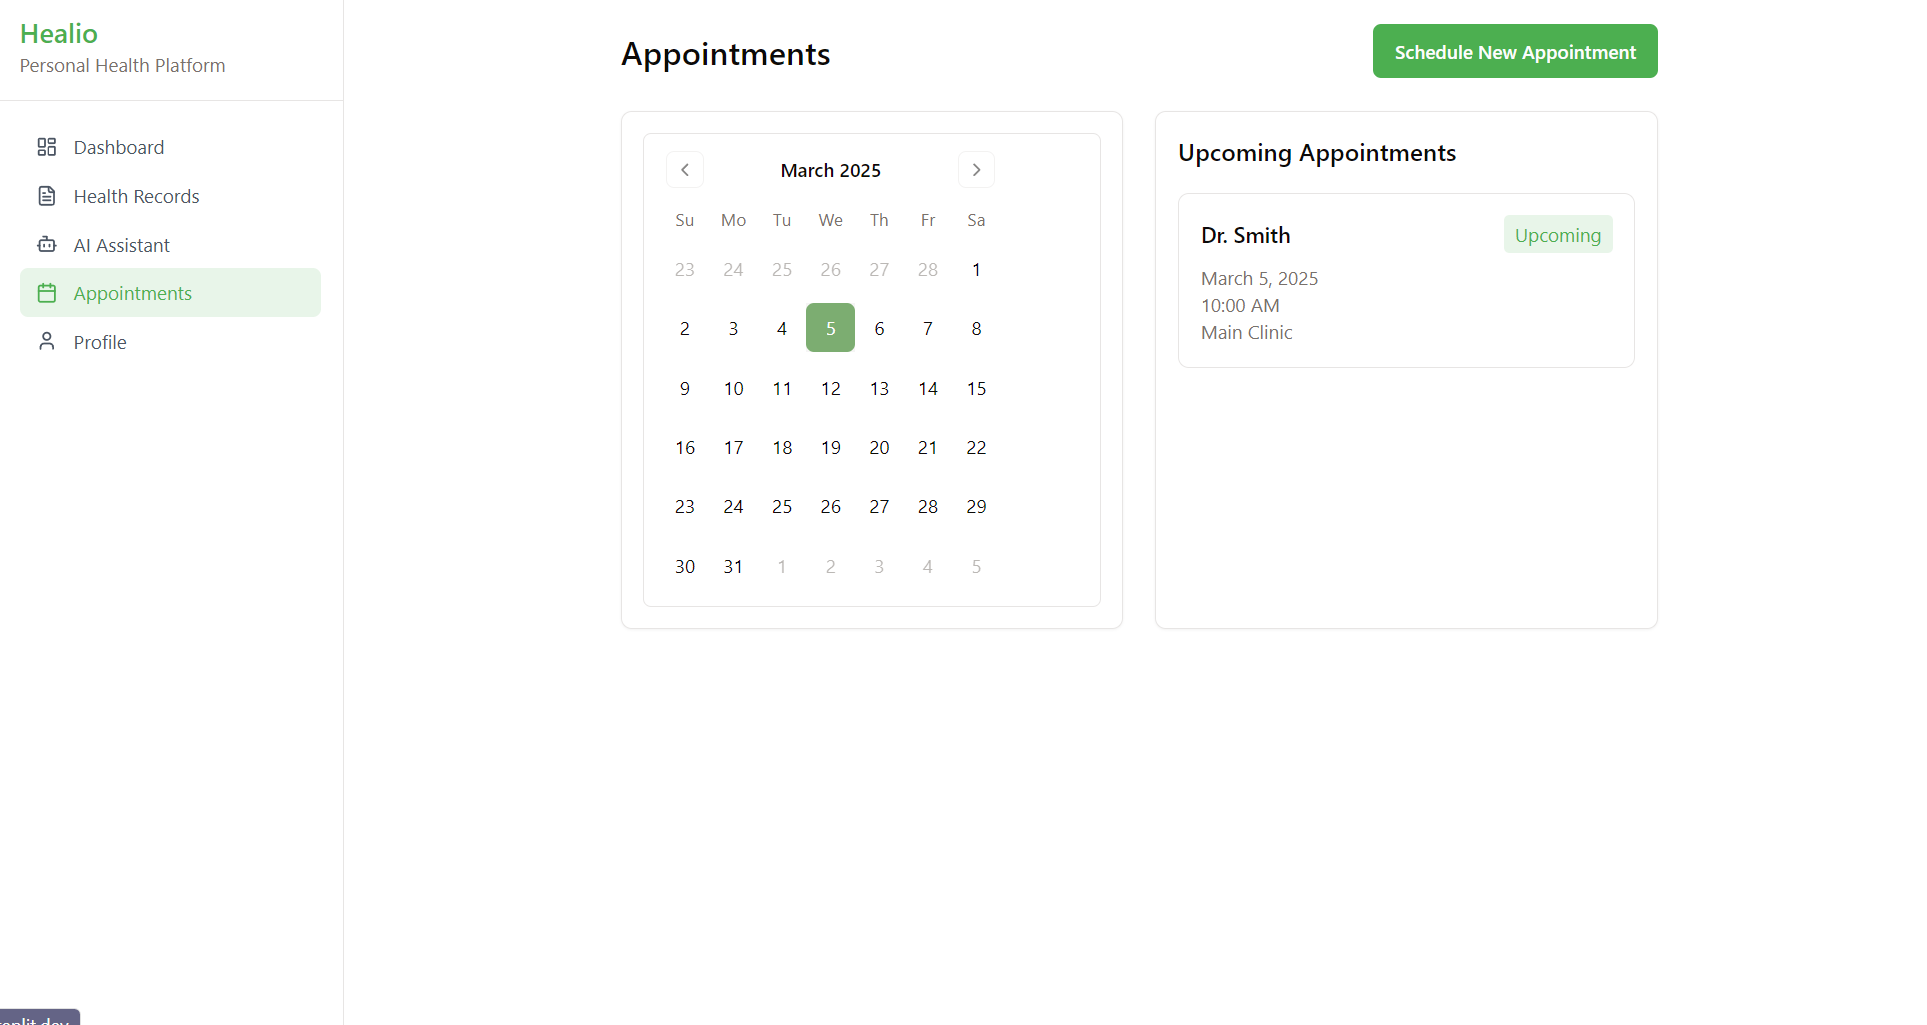 Healio
Personal Health Platform
Dashboard
Health Records
AI Assistant
Appointments
Profile
Appointments
Schedule New Appointment
March 2025
Su Mo Tu We Th Fr Sa
23 24 25 26 27 28 1
2 3 4 5 6 7 8
9 10 11 12 13 14 15
16 17 18 19 20 21 22
23 24 25 26 27 28 29
30 31 1 2 3 4 5
Upcoming Appointments
Dr. Smith
Upcoming
March 5, 2025
10:00 AM
Main Clinic